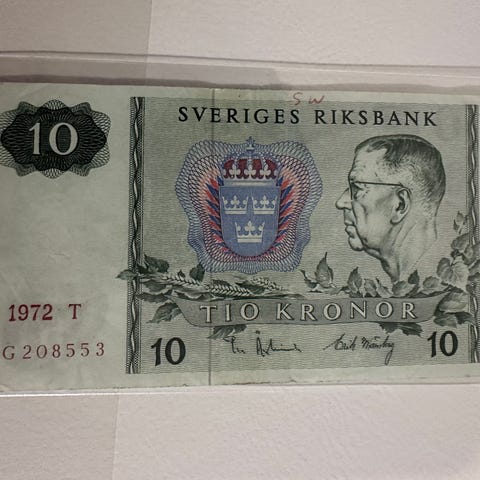 SW
SVERIGES RIKSBANK
10
1972 T
G208553
TIO KRONOR
10
10